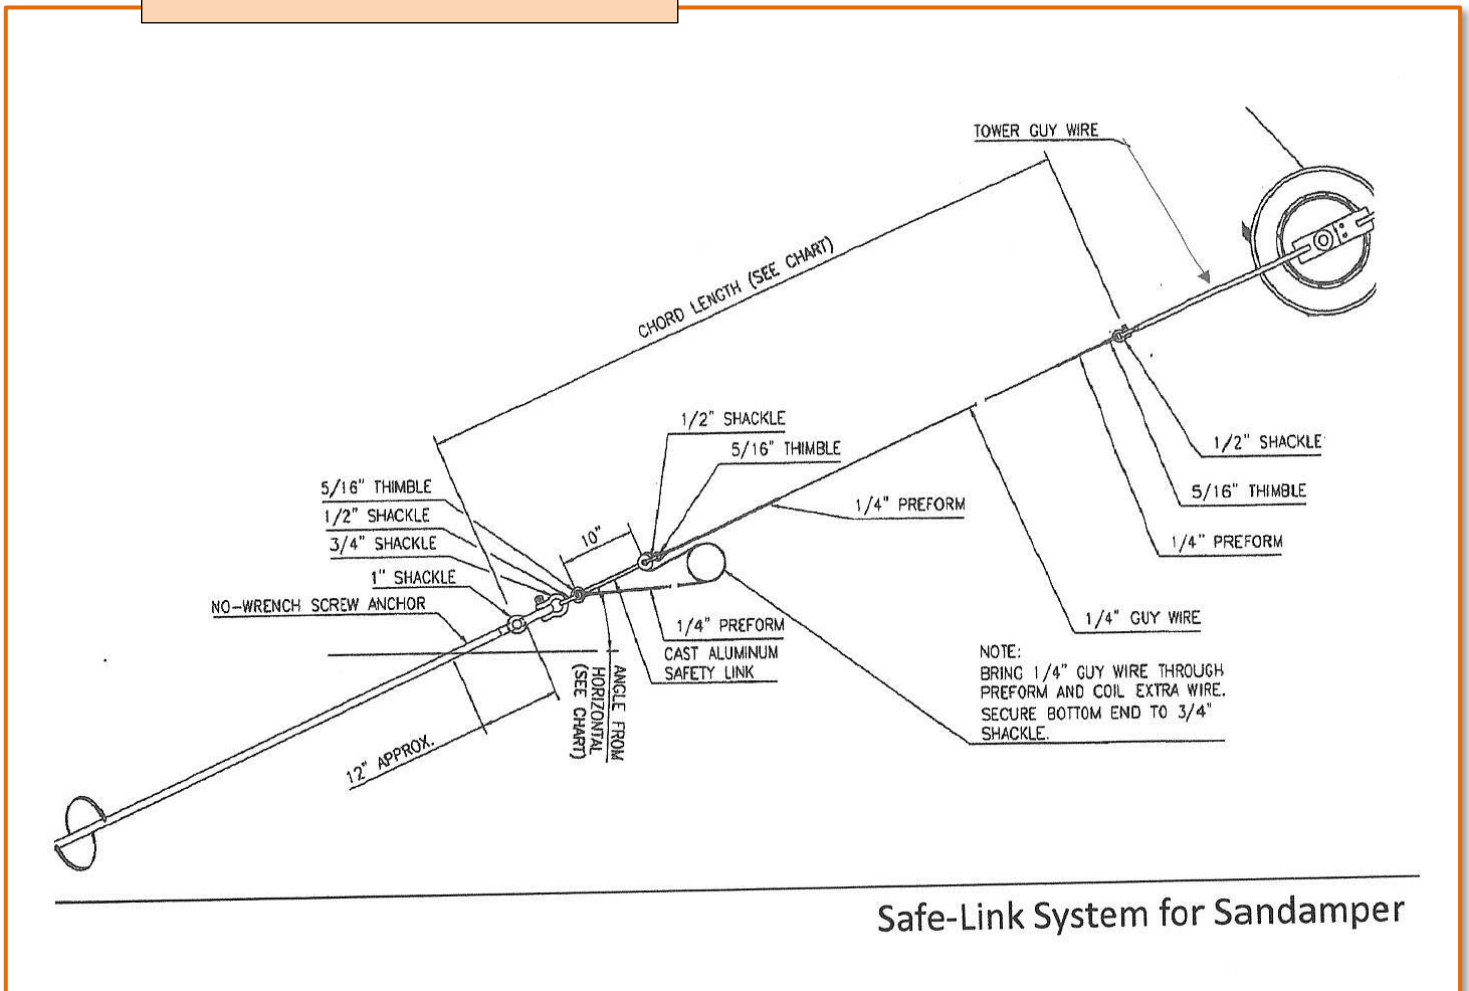 TOWER GUY WIRE
CHORD LENGTH (SEE CHART)
1/2" SHACKLE
5/16" THIMBLE
1/2" SHACKLE
5/16" THIMBLE
1/4" PREFORM
5/16" THIMBLE
1/2" SHACKLE
3/4" SHACKLE
1" SHACKLE
NO-WRENCH SCREW ANCHOR
10"
1/4" PREFORM
1/4" GUY WIRE
1/4" PREFORM
CAST ALUMINUM
SAFETY LINK
ANGLE FROM
HORIZONTAL
(SEE CHART)
12" APPROX.
NOTE:
BRING 1/4" GUY WIRE THROUGH
PREFORM AND COIL EXTRA WIRE.
SECURE BOTTOM END TO 3/4"
SHACKLE.
Safe-Link System for Sandamper